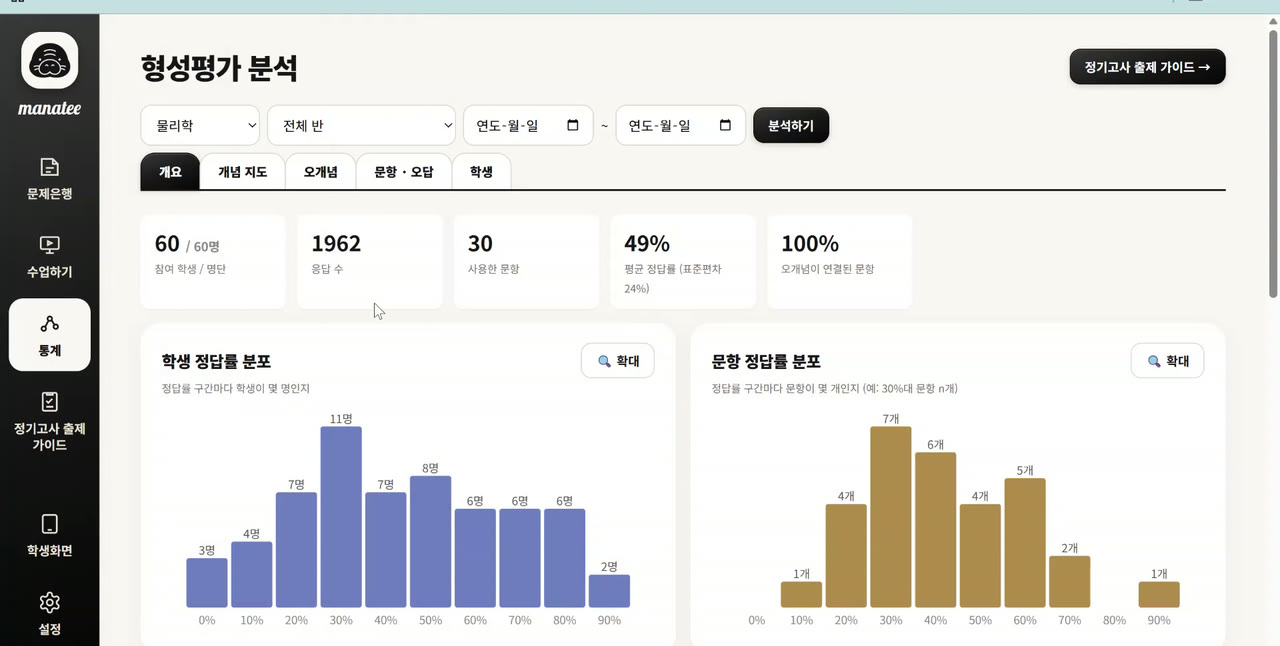 manatee
문제은행
수업하기
통계
정기고사 출제
가이드
학생화면
설정
형성평가 분석
정기고사 출제 가이드 →
물리학
전체 반
연도-월-일
~
연도-월-일
분석하기
개요
개념 지도
오개념
문항 · 오답
학생
60 / 60명
참여 학생 / 명단
1962
응답 수
30
사용한 문항
49%
평균 정답률 (표준편차
24%)
100%
오개념이 연결된 문항
학생 정답률 분포
확대
정답률 구간마다 학생이 몇 명인지
3명
4명
7명
11명
7명
8명
6명
6명
6명
2명
0% 10% 20% 30% 40% 50% 60% 70% 80% 90%
문항 정답률 분포
확대
정답률 구간마다 문항이 몇 개인지 (예: 30%대 문항 n개)
1개
4개
7개
6개
4개
5개
2개
1개
0% 10% 20% 30% 40% 50% 60% 70% 80% 90%